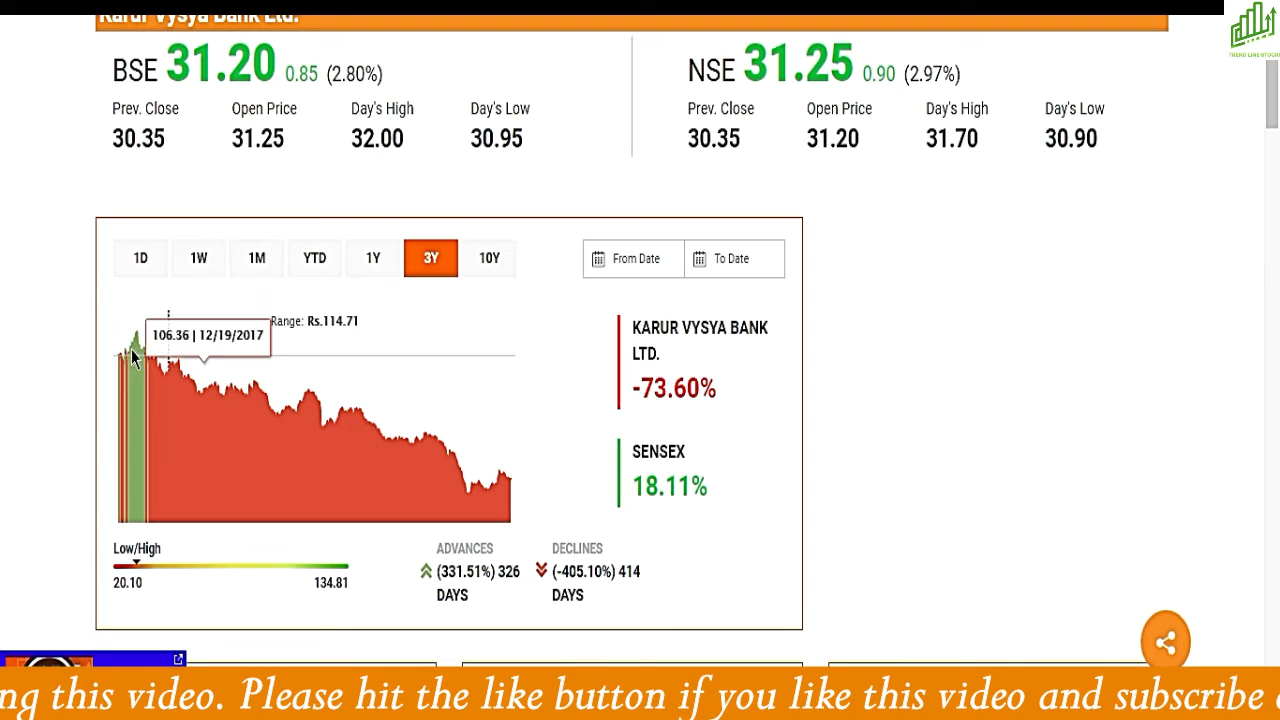 Karur Vysya Bank Ltd.
TREND LINE STOCK
BSE 31.20 0.85 (2.80%)
Prev. Close Open Price Day's High Day's Low
30.35 31.25 32.00 30.95
NSE 31.25 0.90 (2.97%)
Prev. Close Open Price Day's High Day's Low
30.35 31.20 31.70 30.90
1D 1W 1M YTD 1Y 3Y 10Y
From Date To Date
Range: Rs.114.71
106.36 | 12/19/2017
KARUR VYSYA BANK
LTD.
-73.60%
SENSEX
18.11%
Low/High
20.10 134.81
ADVANCES
(331.51%) 326
DAYS
DECLINES
(-405.10%) 414
DAYS
ng this video. Please hit the like button if you like this video and subscribe